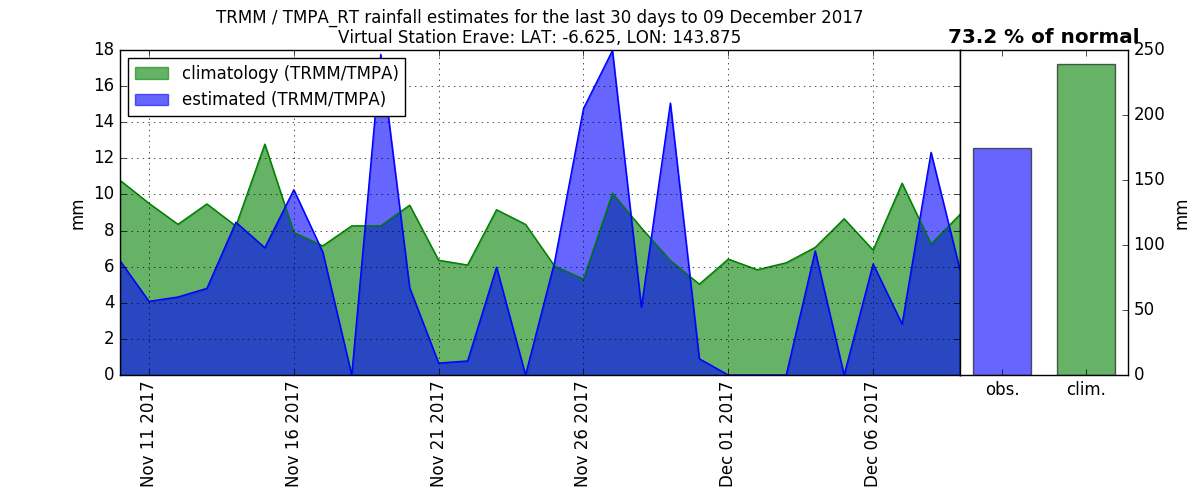 TRMM / TMPA_RT rainfall estimates for the last 30 days to 09 December 2017
Virtual Station Erave: LAT: -6.625, LON: 143.875
73.2 % of normal
climatology (TRMM/TMPA)
estimated (TRMM/TMPA)
18
16
14
12
10
8
6
4
2
0
mm
Nov 11 2017
Nov 16 2017
Nov 21 2017
Nov 26 2017
Dec 01 2017
Dec 06 2017
obs.
clim.
250
200
150
100
50
0
mm